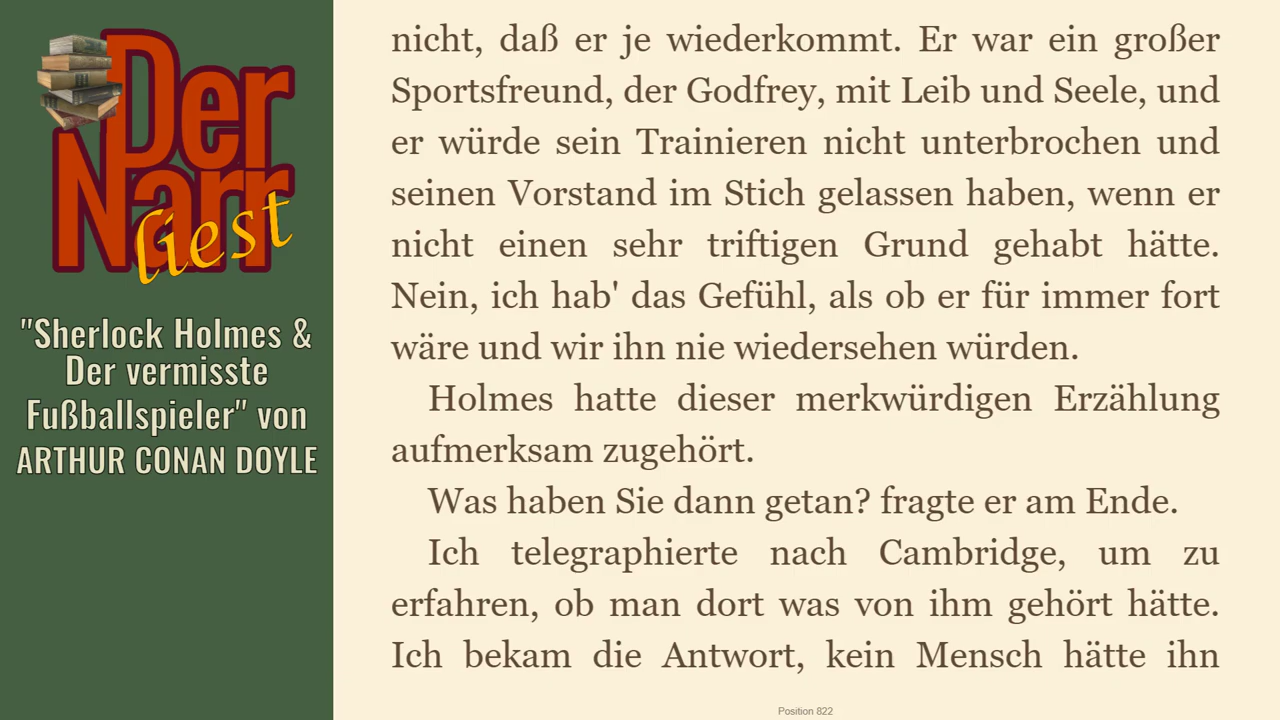 Der
Narr
liest
"Sherlock Holmes &
Der vermisste
Fußballspieler" von
ARTHUR CONAN DOYLE
nicht, daß er je wiederkommt. Er war ein großer
Sportsfreund, der Godfrey, mit Leib und Seele, und
er würde sein Trainieren nicht unterbrochen und
seinen Vorstand im Stich gelassen haben, wenn er
nicht einen sehr triftigen Grund gehabt hätte.
Nein, ich hab' das Gefühl, als ob er für immer fort
wäre und wir ihn nie wiedersehen würden.
Holmes hatte dieser merkwürdigen Erzählung
aufmerksam zugehört.
Was haben Sie dann getan? fragte er am Ende.
Ich telegraphierte nach Cambridge, um zu
erfahren, ob man dort was von ihm gehört hätte.
Ich bekam die Antwort, kein Mensch hätte ihn
Position 822